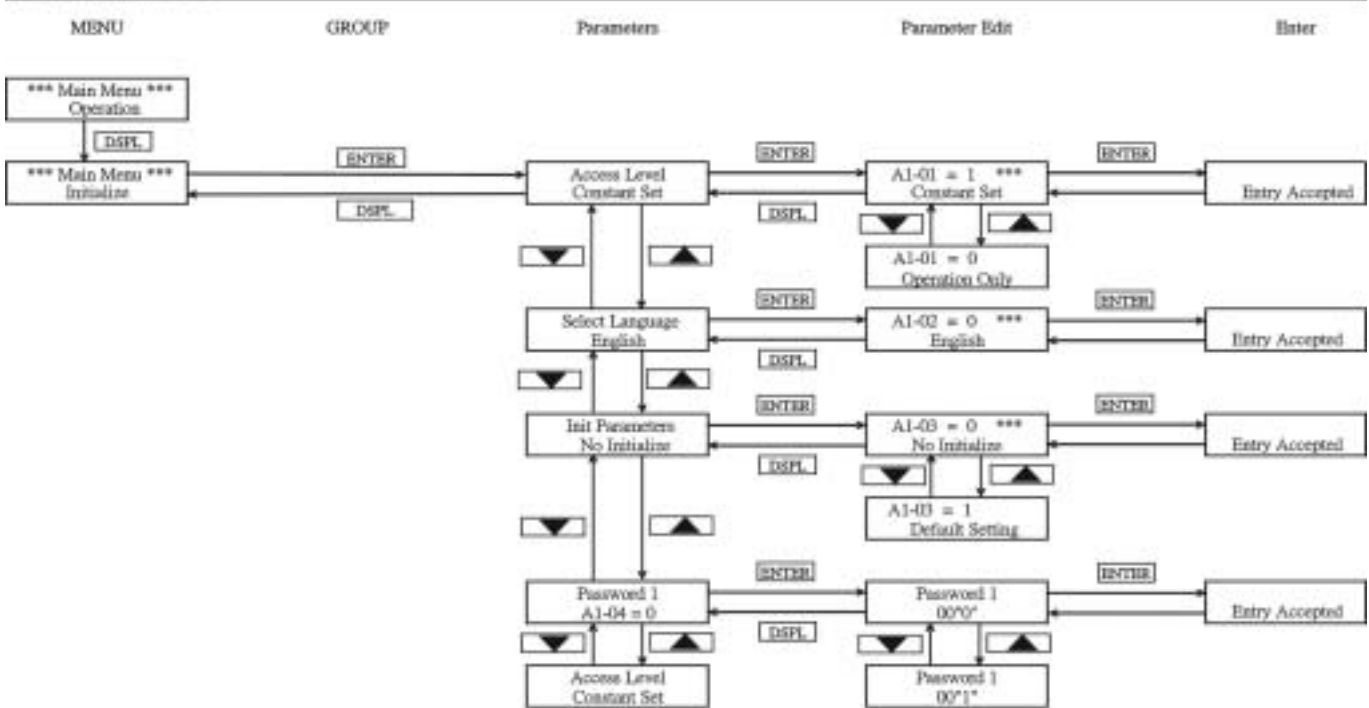 MENU GROUP Parameters Parameter Edit Enter
*** Main Menu ***
Operation
DSPL
*** Main Menu ***
Initialize
ENTER
DSPL
Access Level
Constant Set
ENTER
DSPL
A1-01 = 1 ***
Constant Set
ENTER
Entry Accepted
A1-01 = 0
Operation Only
Select Language
English
ENTER
DSPL
A1-02 = 0 ***
English
ENTER
Entry Accepted
Init Parameters
No Initialize
ENTER
DSPL
A1-03 = 0 ***
No Initialize
ENTER
Entry Accepted
A1-03 = 1
Default Setting
Password 1
A1-04 = 0
ENTER
DSPL
Password 1
00"0"
ENTER
Entry Accepted
Access Level
Constant Set
Password 1
00"1"